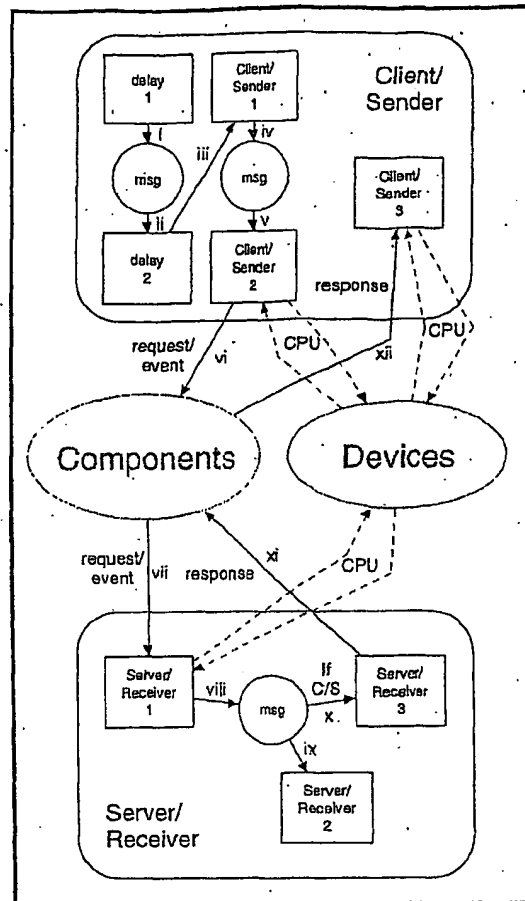 delay
1
i
msg
ii
delay
2
iii
Client/
Sender
1
iv
msg
v
Client/
Sender
2
Client/
Sender
Client/
Sender
3
response
CPU
CPU
request/
event
vi
xii
Components
Devices
request/
event
vii
response
xi
CPU
Server/
Receiver
1
viii
msg
If
C/S
x
ix
Server/
Receiver
3
Server/
Receiver
2
Server/
Receiver